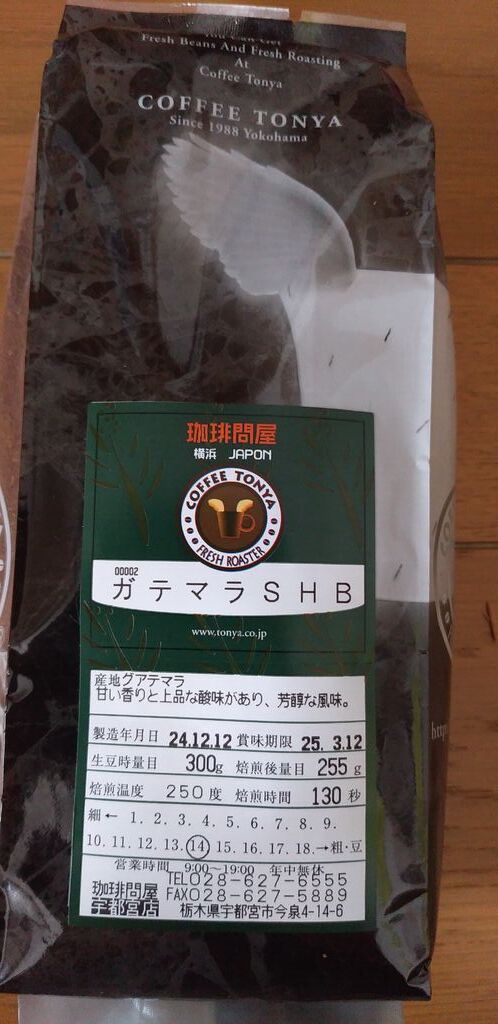 Fresh Beans And Fresh Roasting
At
Coffee Tonya
COFFEE TONYA
Since 1988 Yokohama
珈琲問屋
横浜 JAPON
COFFEE TONYA
FRESH ROASTER
00002
ガテマラSHB
www.tonya.co.jp
産地グアテマラ
甘い香りと上品な酸味があり、芳醇な風味。
製造年月日 24.12.12 賞味期限 25. 3.12
生豆時量目 300g 焙煎後量目 255g
焙煎温度 250度 焙煎時間 130秒
細← 1. 2. 3. 4. 5. 6. 7. 8. 9.
10. 11. 12. 13. 14 15. 16. 17. 18.→粗・豆
営業時間 9:00~19:00 年中無休
TEL028-627-6555
FAX028-627-5889
珈琲問屋
宇都宮店 栃木県宇都宮市今泉4-14-6
http